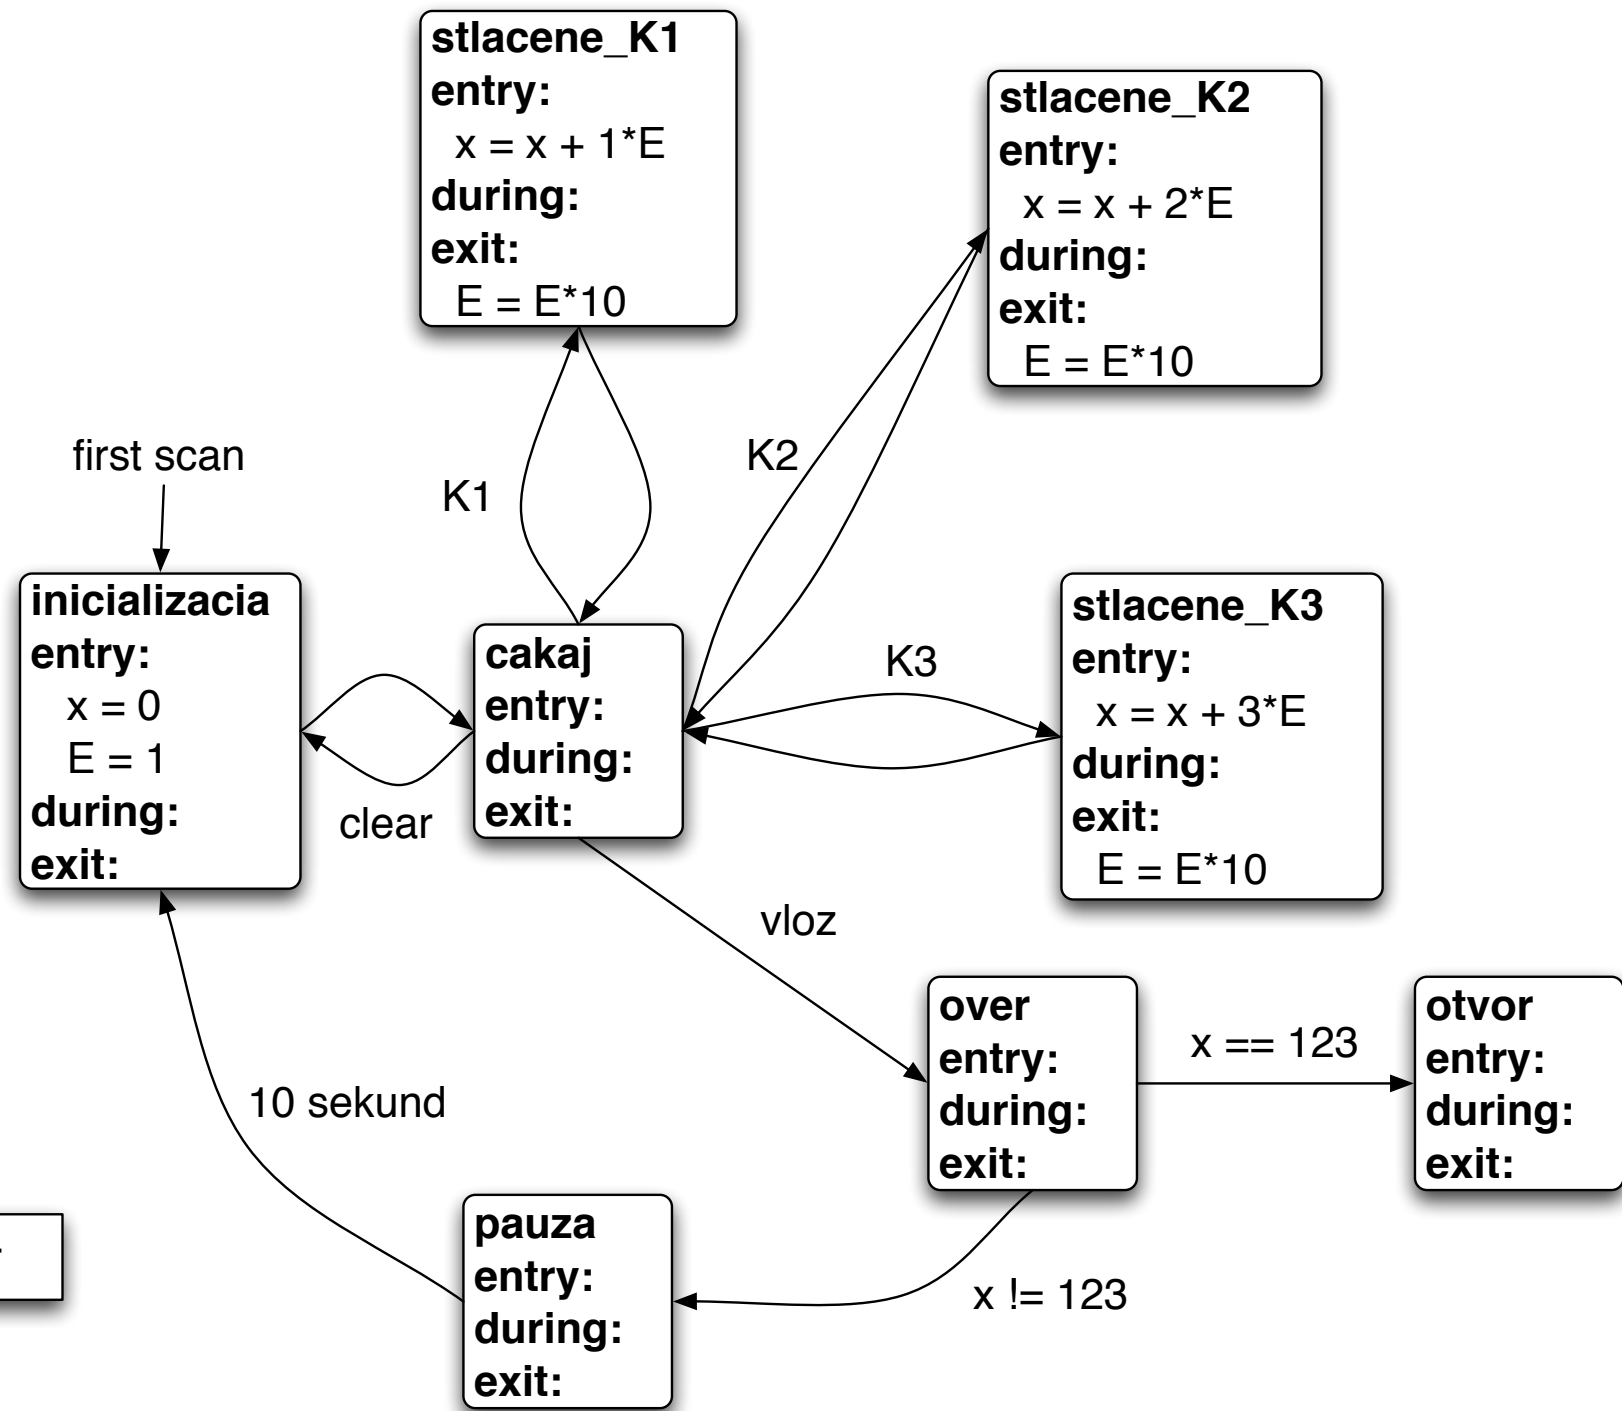 stlacene_K1
entry:
x = x + 1*E
during:
exit:
E = E*10
stlacene_K2
entry:
x = x + 2*E
during:
exit:
E = E*10
first scan
K1
K2
inicializacia
entry:
x = 0
E = 1
during:
exit:
clear
cakaj
entry:
during:
exit:
K3
stlacene_K3
entry:
x = x + 3*E
during:
exit:
E = E*10
vloz
over
entry:
during:
exit:
x == 123
otvor
entry:
during:
exit:
10 sekund
pauza
entry:
during:
exit:
x != 123